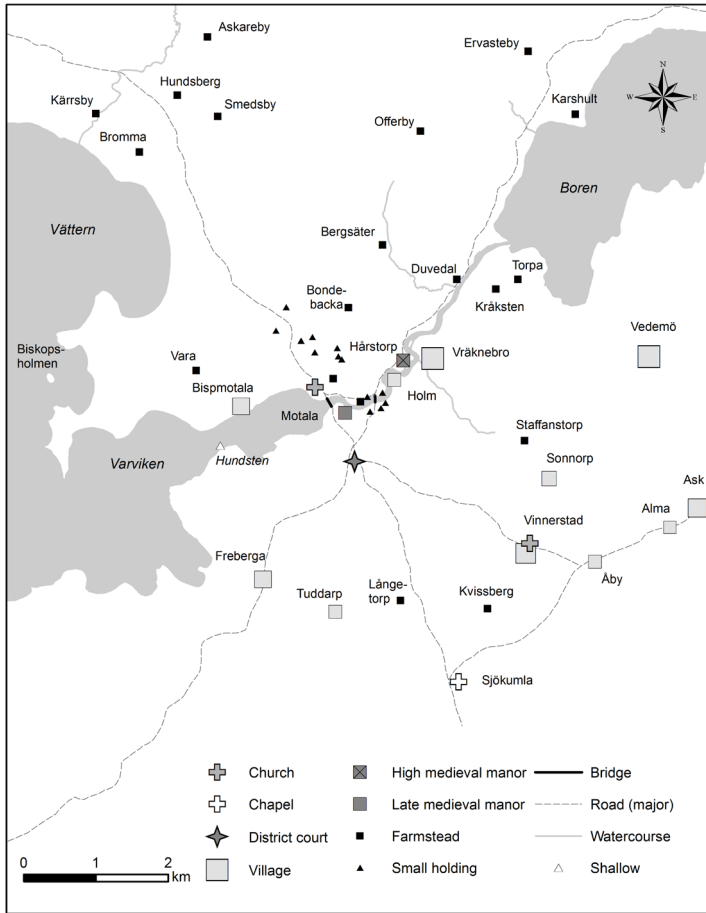 Askareby
Ervasteby
N
W E
S
Hundsberg
Kärrsby
Smedsby
Karshult
Offerby
Bromma
Boren
Vättern
Bergsäter
Duvedal
Torpa
Kråksten
Bonde-
backa
Vedemö
Hårstorp
Vräknebro
Biskops-
holmen
Vara
Bispmotala
Holm
Motala
Staffanstorp
Varviken
Hundsten
Sonnorp
Ask
Alma
Vinnerstad
Freberga
Åby
Tuddarp
Långe-
torp
Kvissberg
Sjökumla
Church
High medieval manor
Bridge
Chapel
Late medieval manor
Road (major)
District court
Farmstead
Watercourse
Village
Small holding
Shallow
0 1 2
km